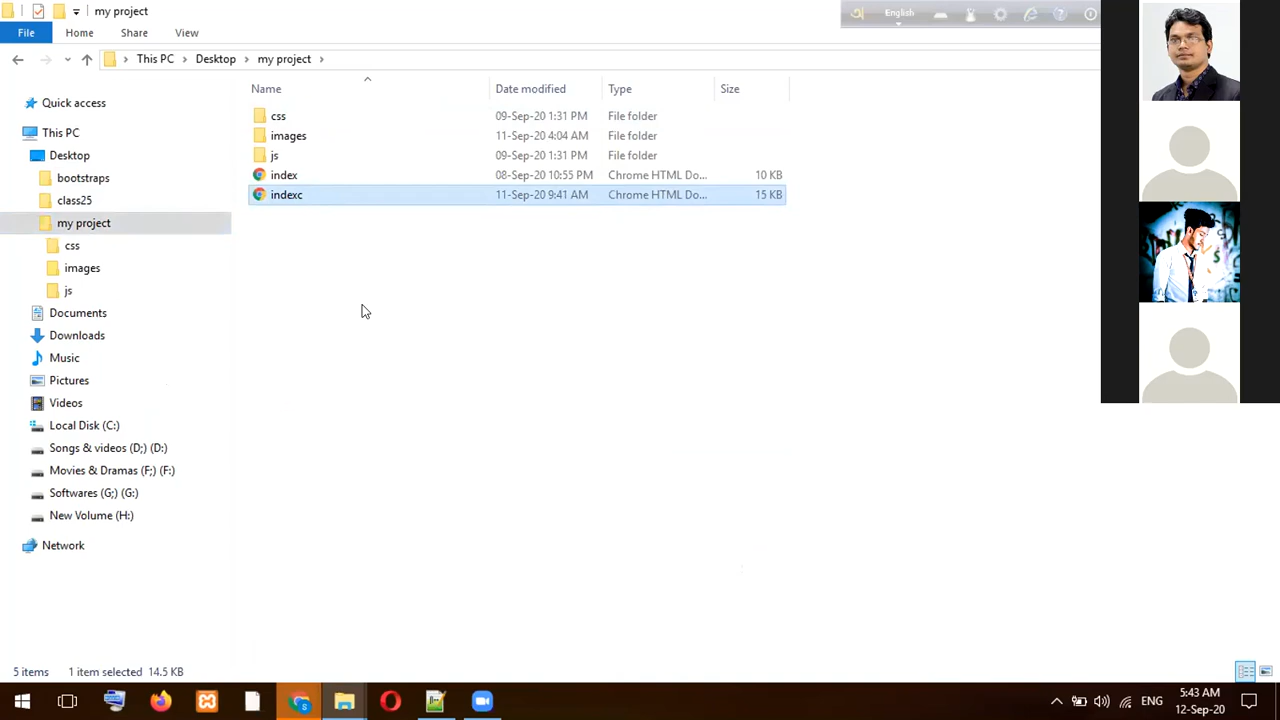 my project
English
File
Home
Share
View
This PC
Desktop
my project
Name
Date modified
Type
Size
Quick access
css
09-Sep-20 1:31 PM
File folder
images
11-Sep-20 4:04 AM
File folder
This PC
js
09-Sep-20 1:31 PM
File folder
Desktop
index
08-Sep-20 10:55 PM
Chrome HTML Do...
10 KB
bootstraps
indexc
11-Sep-20 9:41 AM
Chrome HTML Do...
15 KB
class25
my project
css
images
js
Documents
Downloads
Music
Pictures
Videos
Local Disk (C:)
Songs & videos (D;) (D:)
Movies & Dramas (F;) (F:)
Softwares (G;) (G:)
New Volume (H:)
Network
5 items
1 item selected 14.5 KB
ENG
5:43 AM
12-Sep-20